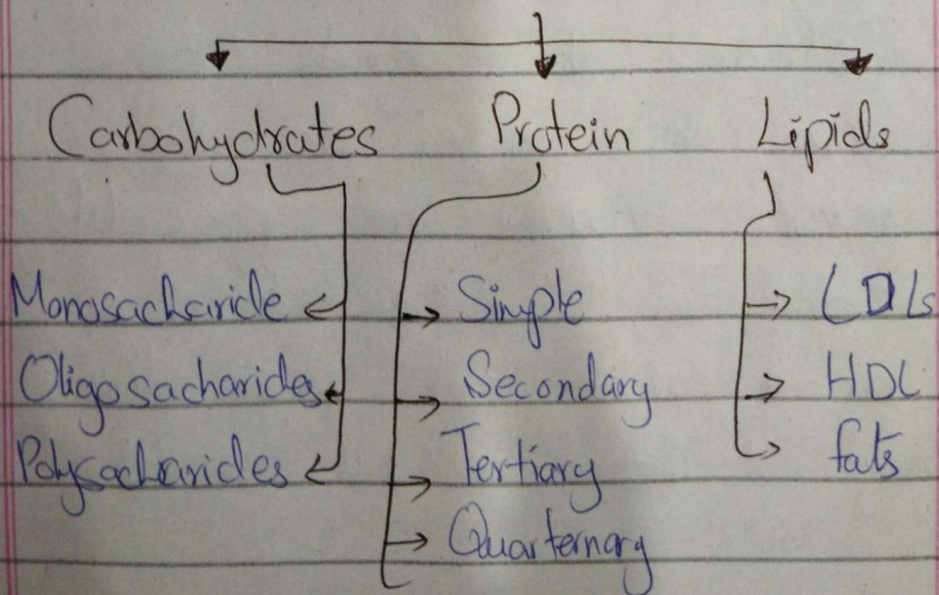 Carbohydrates Protein Lipids
Monosacharide Simple LDLs
Oligosacharides Secondary HDL
Polysacharides Tertiary fats
Quarternary